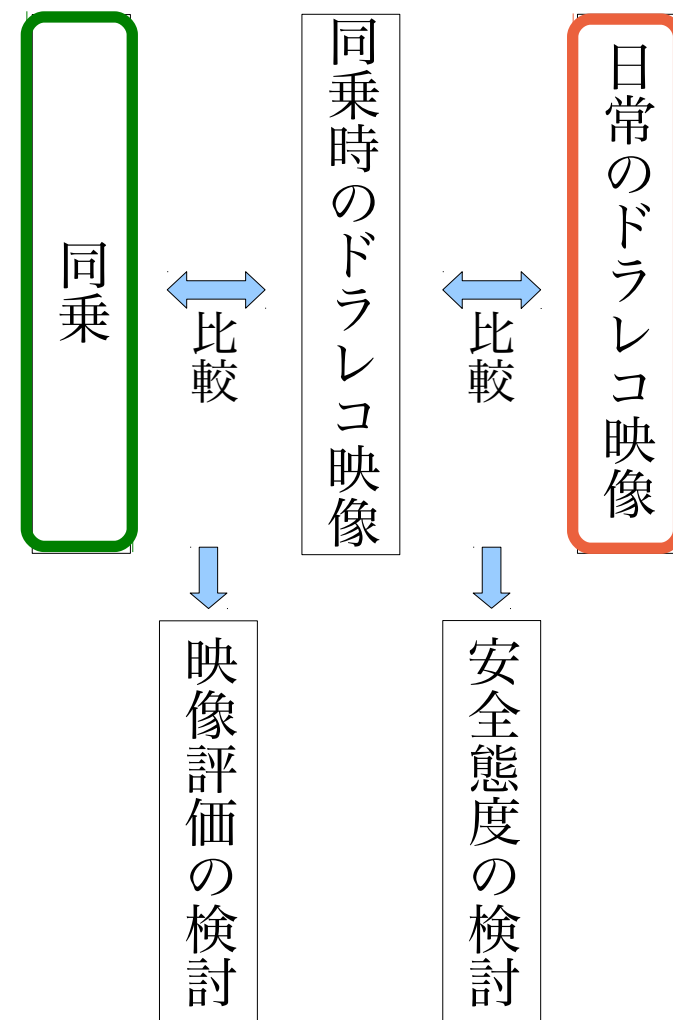 日常のドラレコ映像
比較
同乗時のドラレコ映像
比較
同乗
安全態度の検討
映像評価の検討